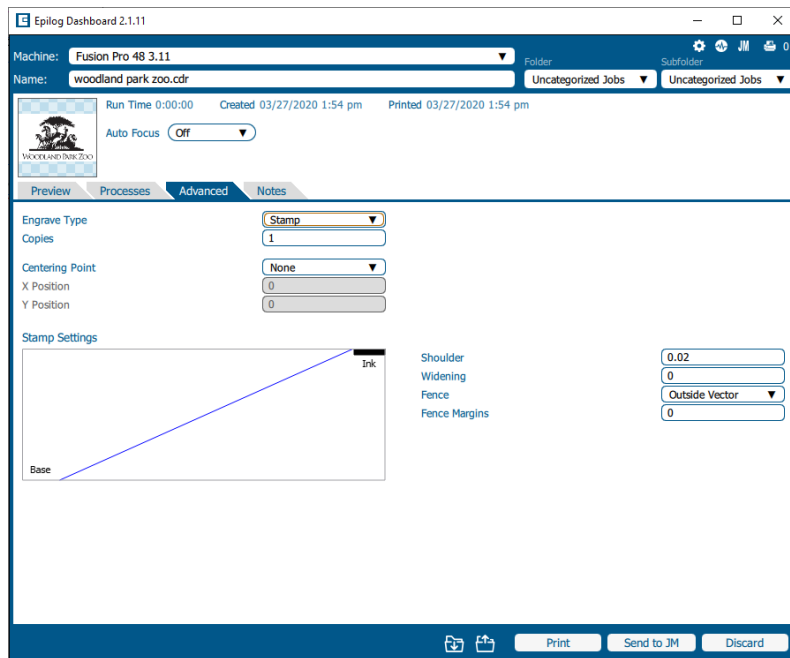 Epilog Dashboard 2.1.11
Machine: Fusion Pro 48 3.11
JM 0
Folder Subfolder
Name: woodland park zoo.cdr Uncategorized Jobs Uncategorized Jobs
Run Time 0:00:00 Created 03/27/2020 1:54 pm Printed 03/27/2020 1:54 pm
Auto Focus Off
WOODLAND PARK ZOO
Preview Processes Advanced Notes
Engrave Type Stamp
Copies 1
Centering Point None
X Position 0
Y Position 0
Stamp Settings
Ink
Base
Shoulder 0.02
Widening 0
Fence Outside Vector
Fence Margins 0
Print Send to JM Discard